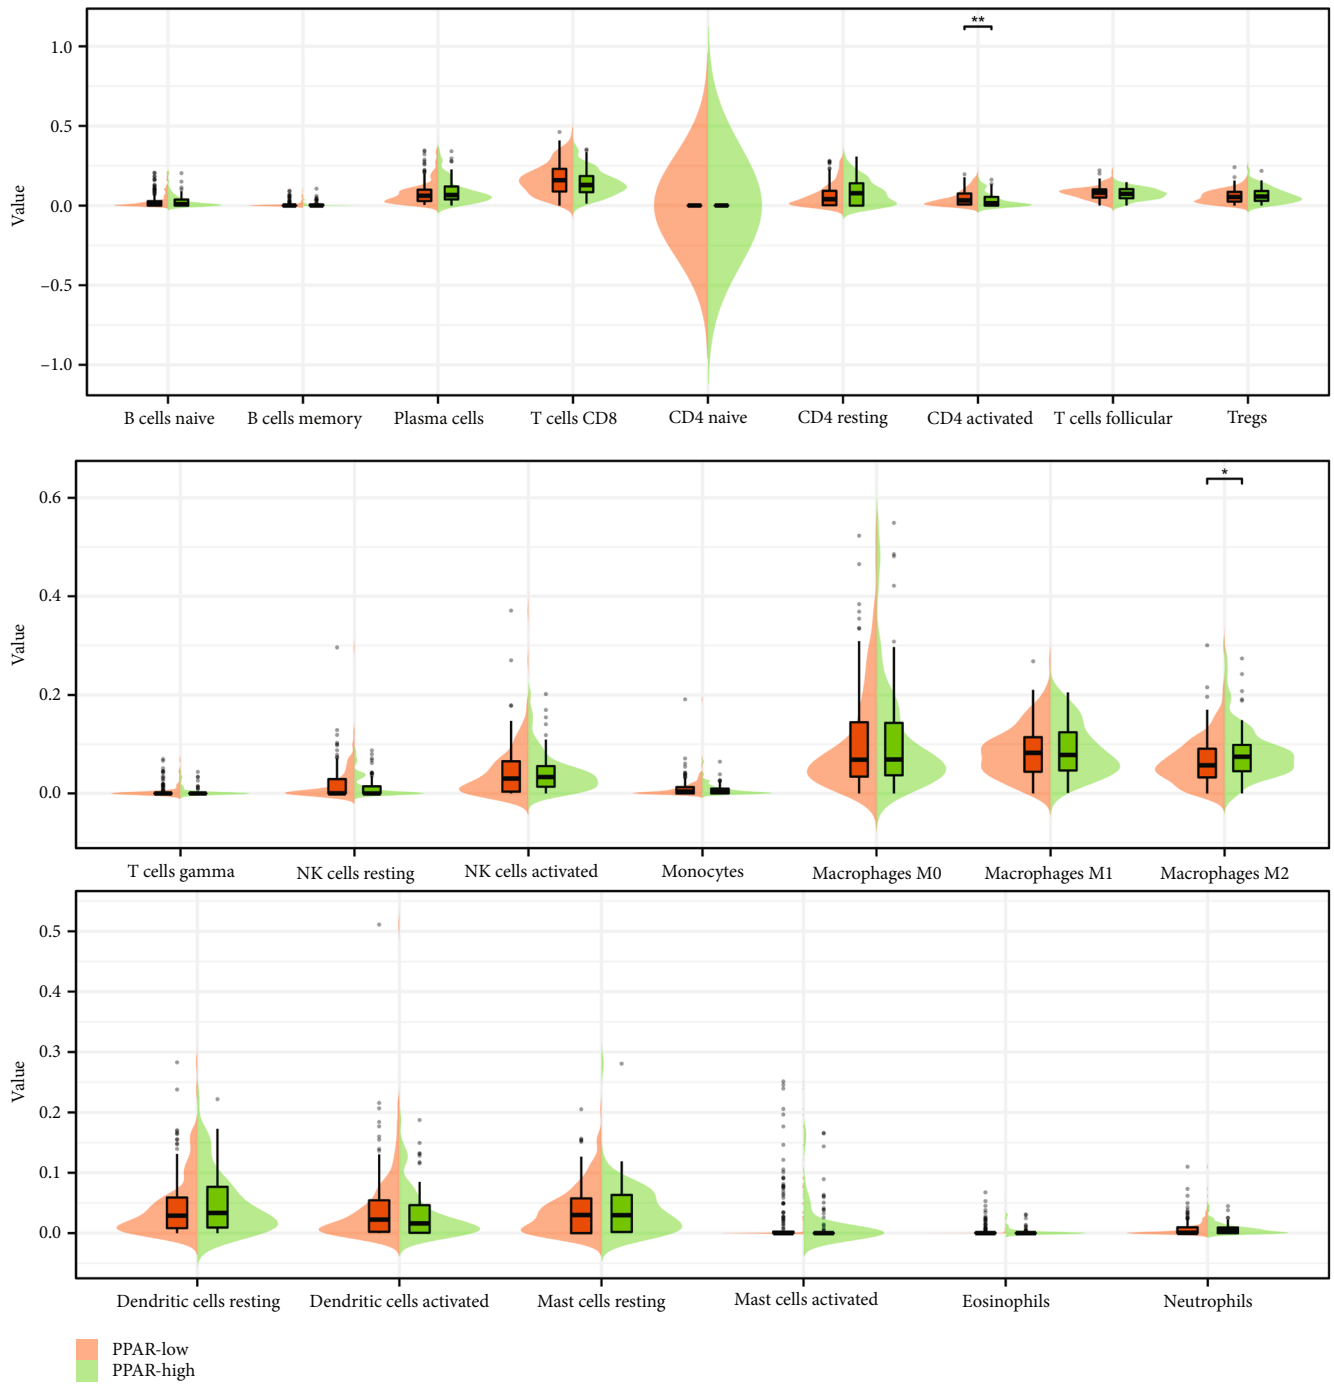 **
1.0
0.5
0.0
−0.5
−1.0
Value
B cells naive B cells memory Plasma cells T cells CD8 CD4 naive CD4 resting CD4 activated T cells follicular Tregs
*
0.6
0.4
0.2
0.0
Value
T cells gamma NK cells resting NK cells activated Monocytes Macrophages M0 Macrophages M1 Macrophages M2
0.5
0.4
0.3
0.2
0.1
0.0
Value
Dendritic cells resting Dendritic cells activated Mast cells resting Mast cells activated Eosinophils Neutrophils
PPAR-low
PPAR-high